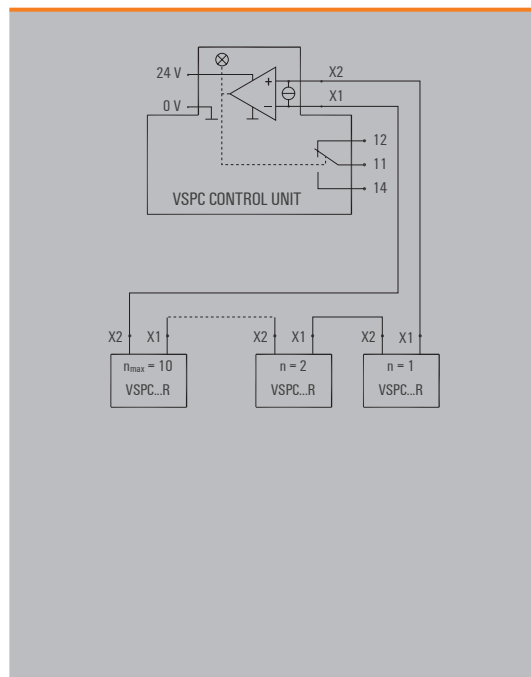 24 V
0 V
X2
X1
12
11
14
VSPC CONTROL UNIT
X2 X1 X2 X1 X2 X1
nmax = 10 n = 2 n = 1
VSPC...R VSPC...R VSPC...R